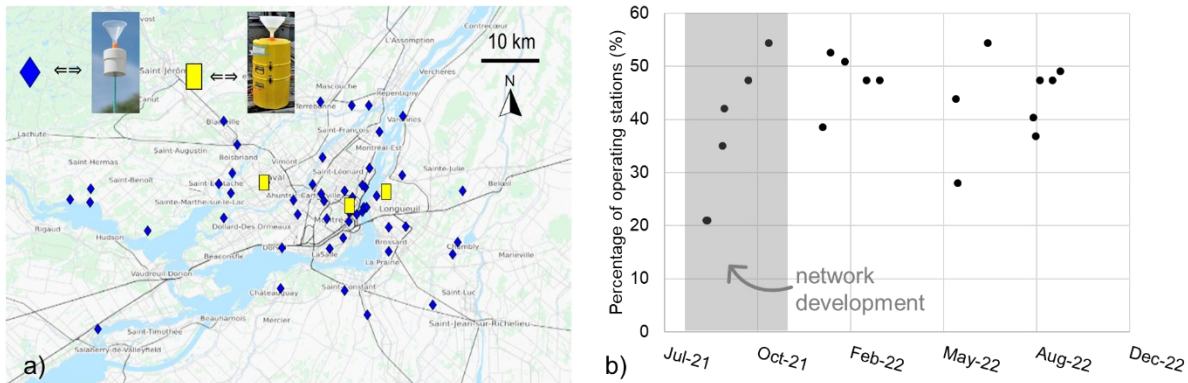 Contrecœur
L'Assomption
10 km
N
Verchères
Saint-Jérôme
Mascouche
Repentigny
Terrebonne
Varennes
Lachute
Blainville
Saint-François
Saint-Augustin
Montréal-Est
Saint-Hermas
Boisbriand
Vimont
Sainte-Julie
Saint-Benoît
Saint-Léonard
Saint-Eustache
Laval
Belœil
Ahuntsic
Sainte-Marthe-sur-le-Lac
Longueuil
Rigaud
Hudson
Dollard-Des Ormeaux
Beaconsfield
Dorval
LaSalle
Brossard
Chambly
Marieville
Vaudreuil-Dorion
La Prairie
Châteauguay
Saint-Constant
Saint-Luc
Beauharnois
Mercier
Saint-Timothée
Saint-Jean-sur-Richelieu
Salaberry-de-Valleyfield
a)
b)
Percentage of operating stations (%)
60
50
40
30
20
10
0
network
development
Jul-21
Oct-21
Feb-22
May-22
Aug-22
Dec-22